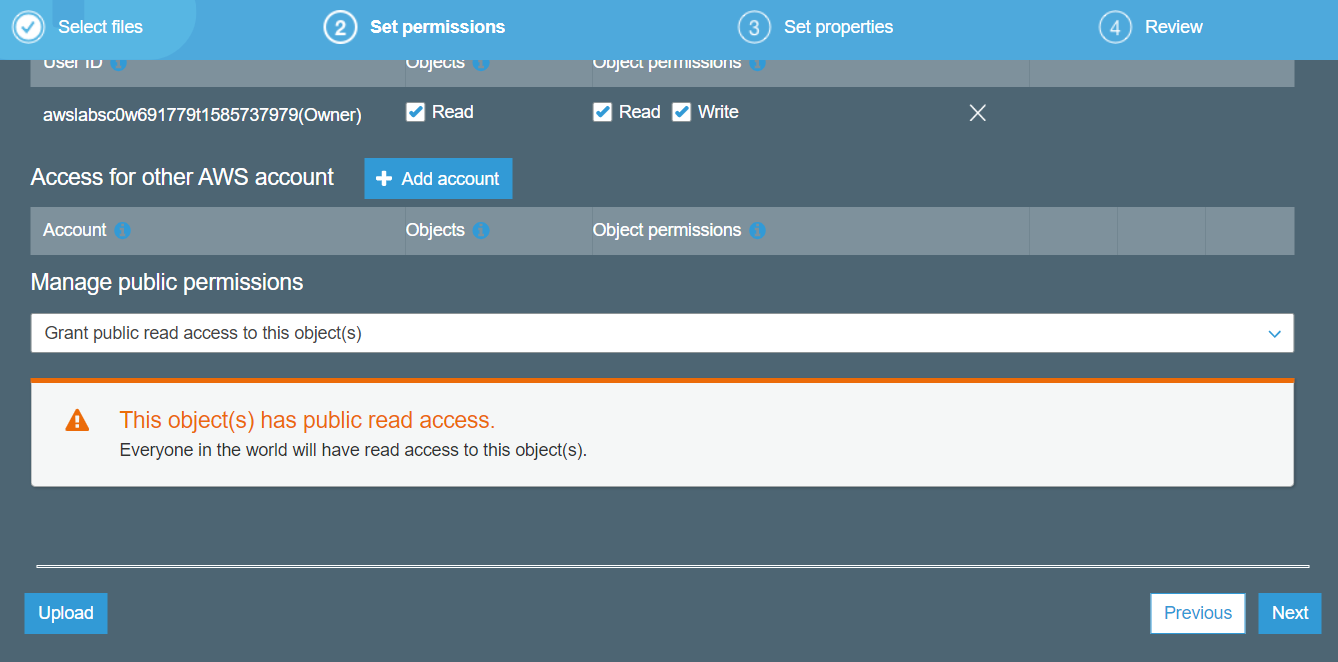 Select files
2 Set permissions
3 Set properties
4 Review
User ID
Objects
Object permissions
awslabsc0w691779t1585737979(Owner)
Read
Read
Write
Access for other AWS account
Add account
Account
Objects
Object permissions
Manage public permissions
Grant public read access to this object(s)
This object(s) has public read access.
Everyone in the world will have read access to this object(s).
Upload
Previous
Next